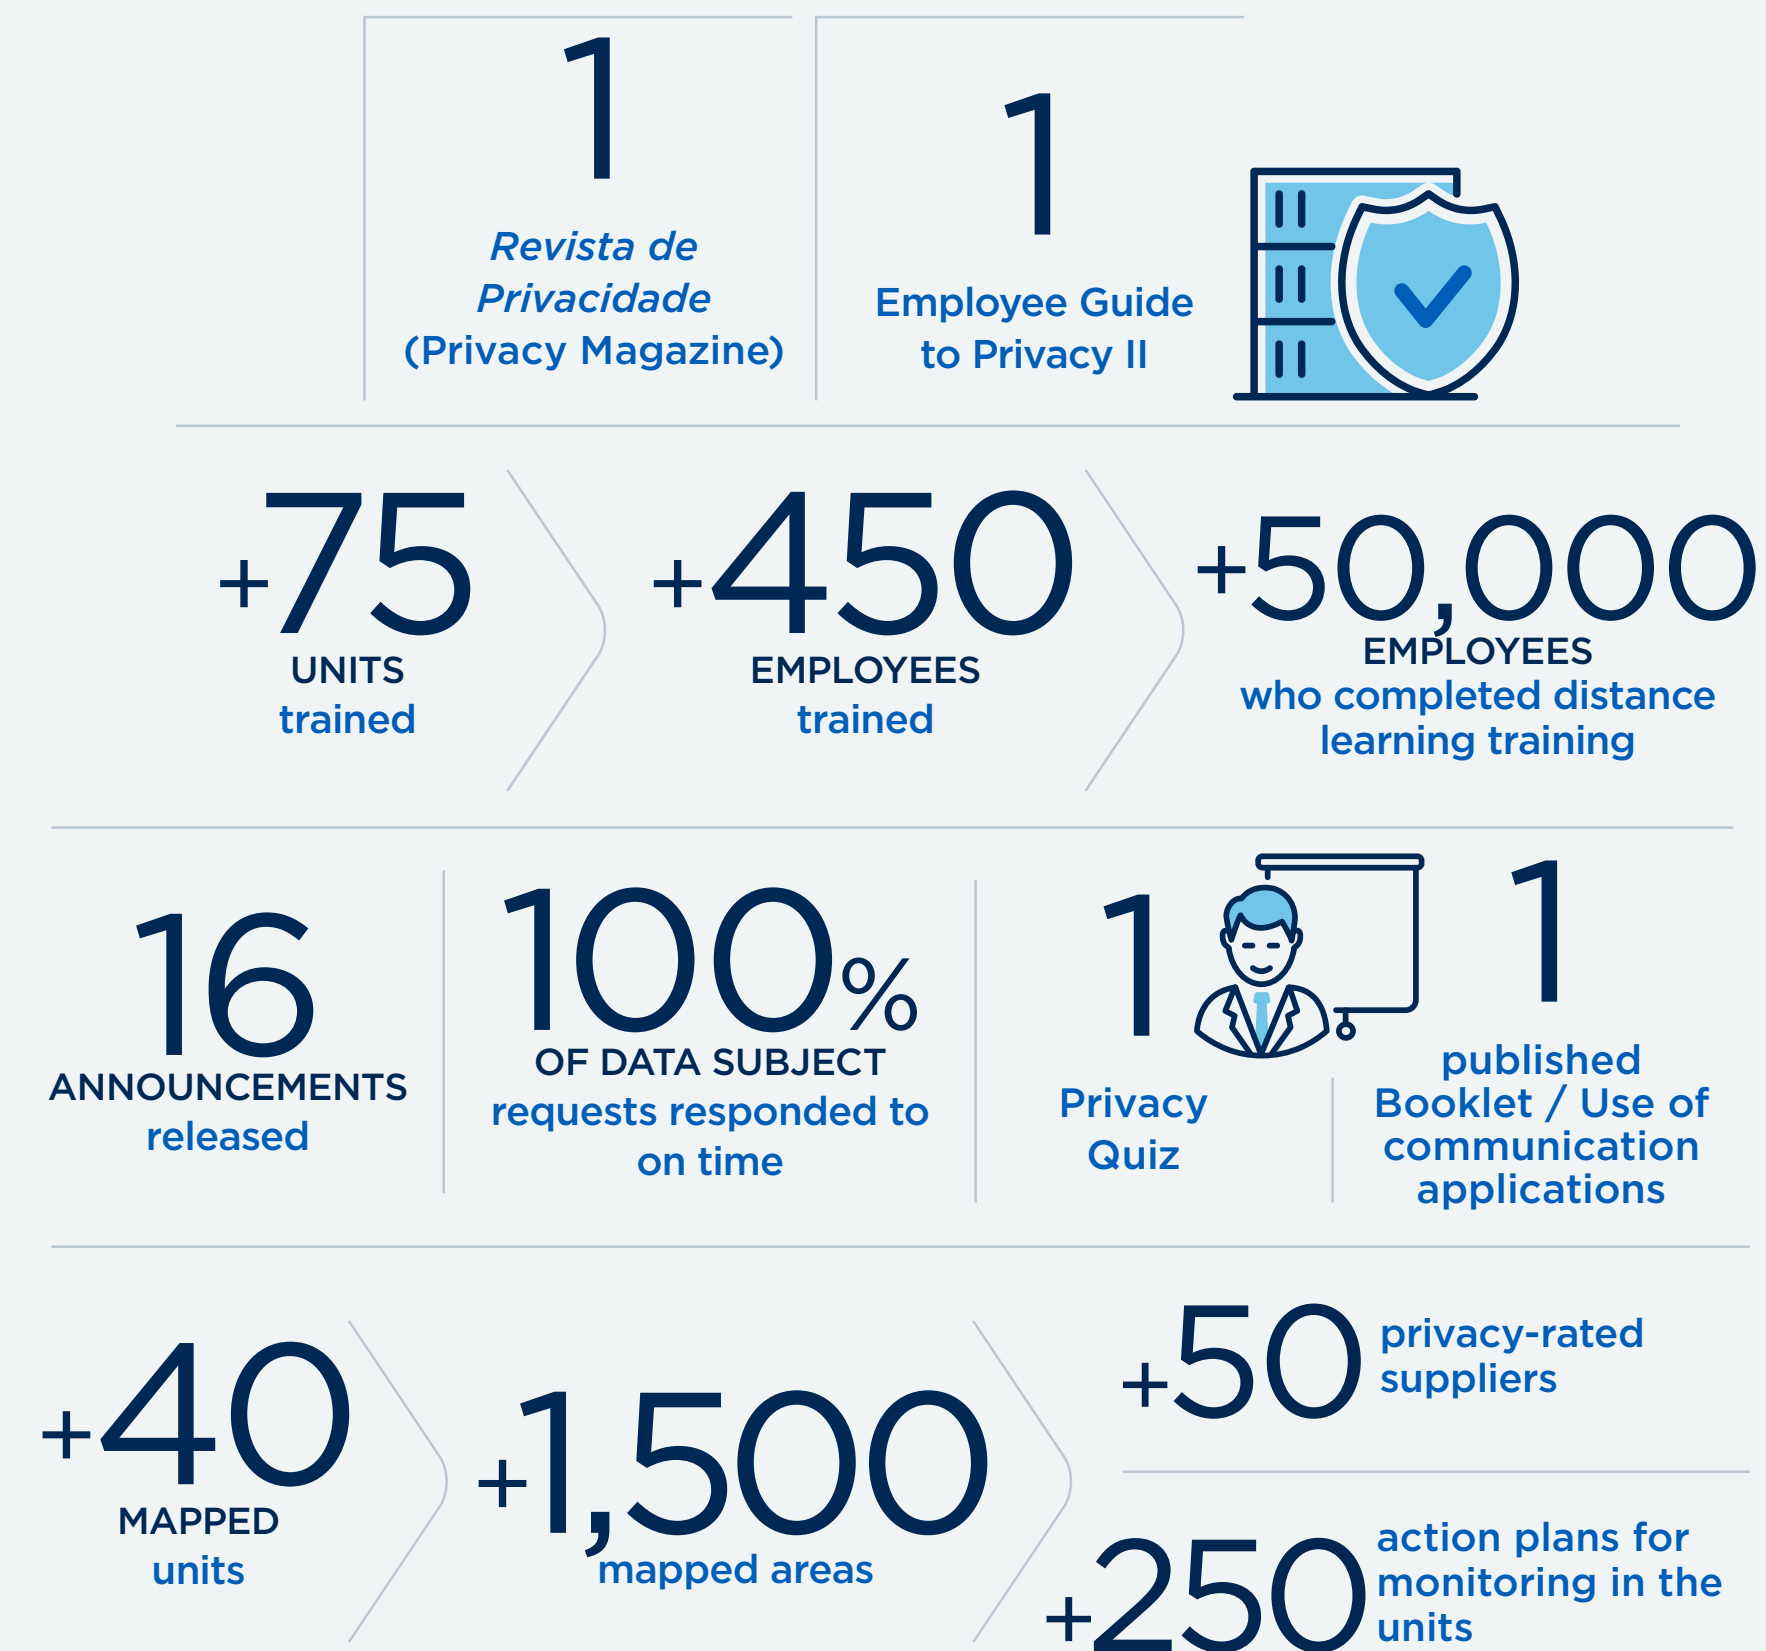 1
Revista de
Privacidade
(Privacy Magazine)
1
Employee Guide
to Privacy II
+75
UNITS
trained
+450
EMPLOYEES
trained
+50,000
EMPLOYEES
who completed distance
learning training
16
ANNOUNCEMENTS
released
100%
OF DATA SUBJECT
requests responded to
on time
1
Privacy
Quiz
1
published
Booklet / Use of
communication
applications
+40
MAPPED
units
+1,500
mapped areas
+50
privacy-rated
suppliers
+250
action plans for
monitoring in the
units